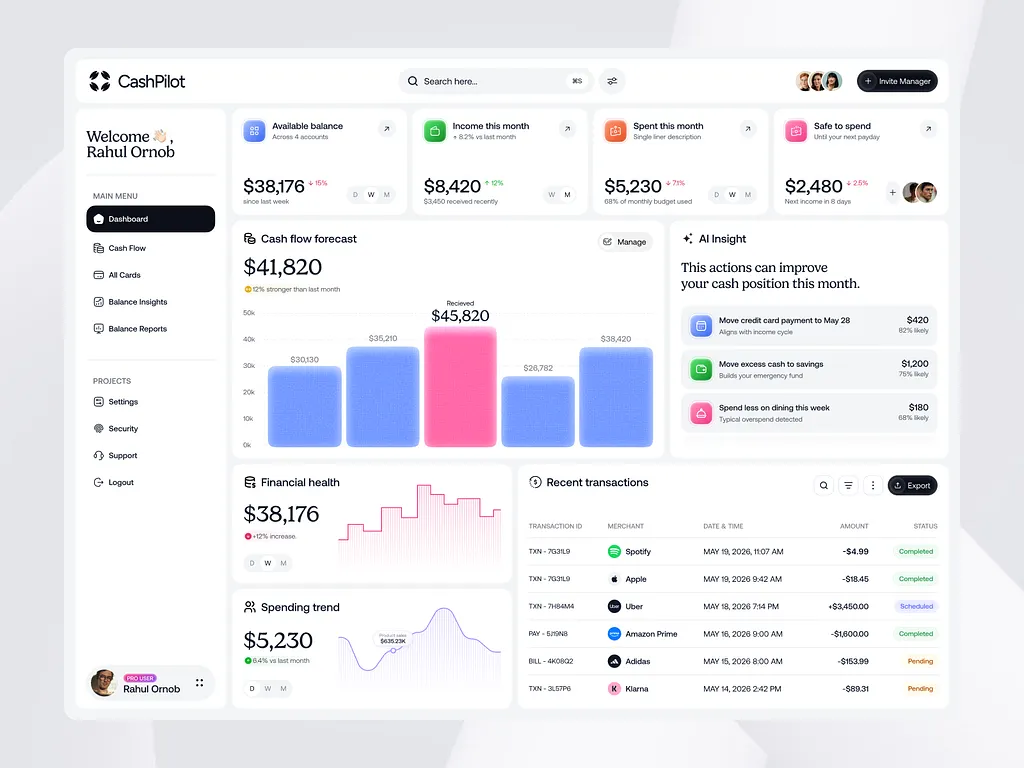 CashPilot
Search here...
⌘S
Invite Manager
Welcome 👋🏻,
Rahul Ornob
MAIN MENU
Dashboard
Cash Flow
All Cards
Balance Insights
Balance Reports
PROJECTS
Settings
Security
Support
Logout
PRO USER
Rahul Ornob
Available balance
Across 4 accounts
$38,176 ↓ 15%
since last week
D W M
Income this month
+ 8.2% vs last month
$8,420 ↑ 12%
$3,450 received recently
W M
Spent this month
Single liner description
$5,230 ↓ 7.1%
68% of monthly budget used
D W M
Safe to spend
Until your next payday
$2,480 ↓ 2.5%
Next income in 8 days
Cash flow forecast
Manage
$41,820
12% stronger than last month
50k
40k
30k
20k
10k
0k
$30,130
$35,210
Recieved
$45,820
$26,782
$38,420
AI Insight
This actions can improve
your cash position this month.
Move credit card payment to May 28
Aligns with income cycle
$420
82% likely
Move excess cash to savings
Builds your emergency fund
$1,200
75% likely
Spend less on dining this week
Typical overspend detected
$180
68% likely
Financial health
$38,176
+12% increase.
D W M
Spending trend
$5,230
6.4% vs last month
D W M
Product sales
$635.23K
Recent transactions
Export
TRANSACTION ID MERCHANT DATE & TIME AMOUNT STATUS
TXN - 7G31L9 Spotify MAY 19, 2026, 11:07 AM -$4.99 Completed
TXN - 7G31L9 Apple MAY 19, 2026 9:42 AM -$18.45 Completed
TXN - 7H84M4 Uber Uber MAY 18, 2026 7:14 PM +$3,450.00 Scheduled
PAY - 5J19N8 Amazon Prime MAY 16, 2026 9:00 AM -$1,600.00 Completed
BILL - 4K08Q2 Adidas MAY 15, 2026 8:00 AM -$153.99 Pending
TXN - 3L57P6 K Klarna MAY 14, 2026 2:42 PM -$89.31 Pending